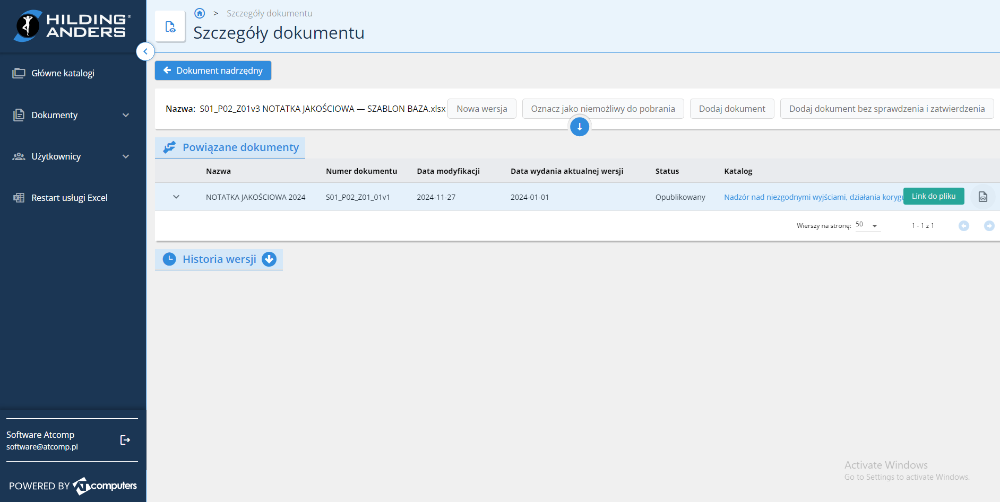 HILDING®
ANDERS
Główne katalogi
Dokumenty
Użytkownicy
Restart usługi Excel
Software Atcomp
software@atcomp.pl
POWERED BY AT computers
> Szczegóły dokumentu
Szczegóły dokumentu
Dokument nadrzędny
Nazwa: S01_P02_Z01v3 NOTATKA JAKOŚCIOWA — SZABLON BAZA.xlsx Nowa wersja Oznacz jako niemożliwy do pobrania Dodaj dokument Dodaj dokument bez sprawdzenia i zatwierdzenia
Powiązane dokumenty
Nazwa Numer dokumentu Data modyfikacji Data wydania aktualnej wersji Status Katalog
NOTATKA JAKOŚCIOWA 2024 S01_P02_Z01_01v1 2024-11-27 2024-01-01 Opublikowany Nadzór nad niezgodnymi wyjściami, działania korygu Link do pliku
Wierszy na stronę: 50 1 - 1 z 1
Historia wersji
Activate Windows
Go to Settings to activate Windows.